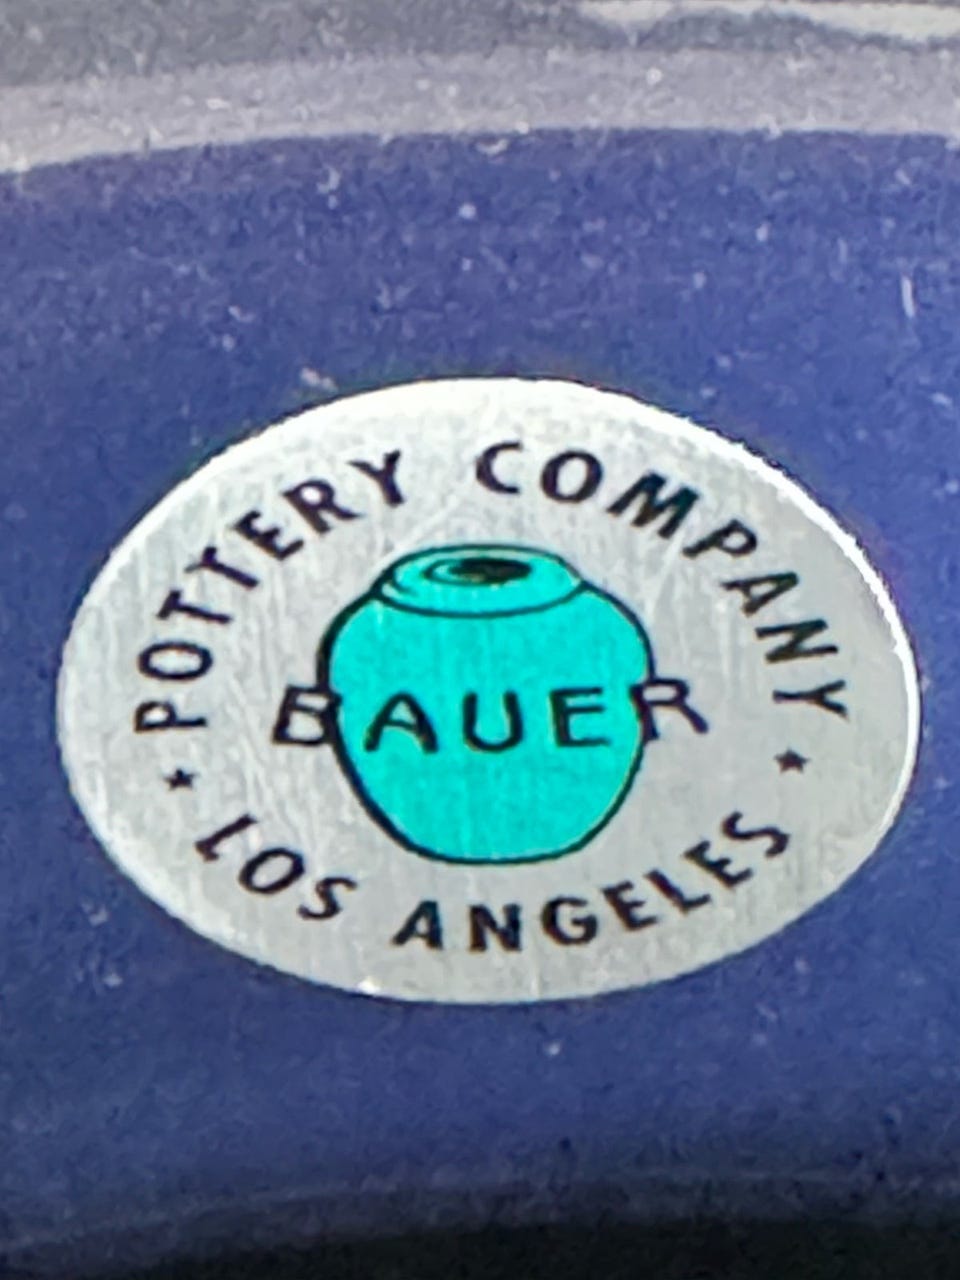 POTTERY COMPANY
BAUER
★ LOS ANGELES ★